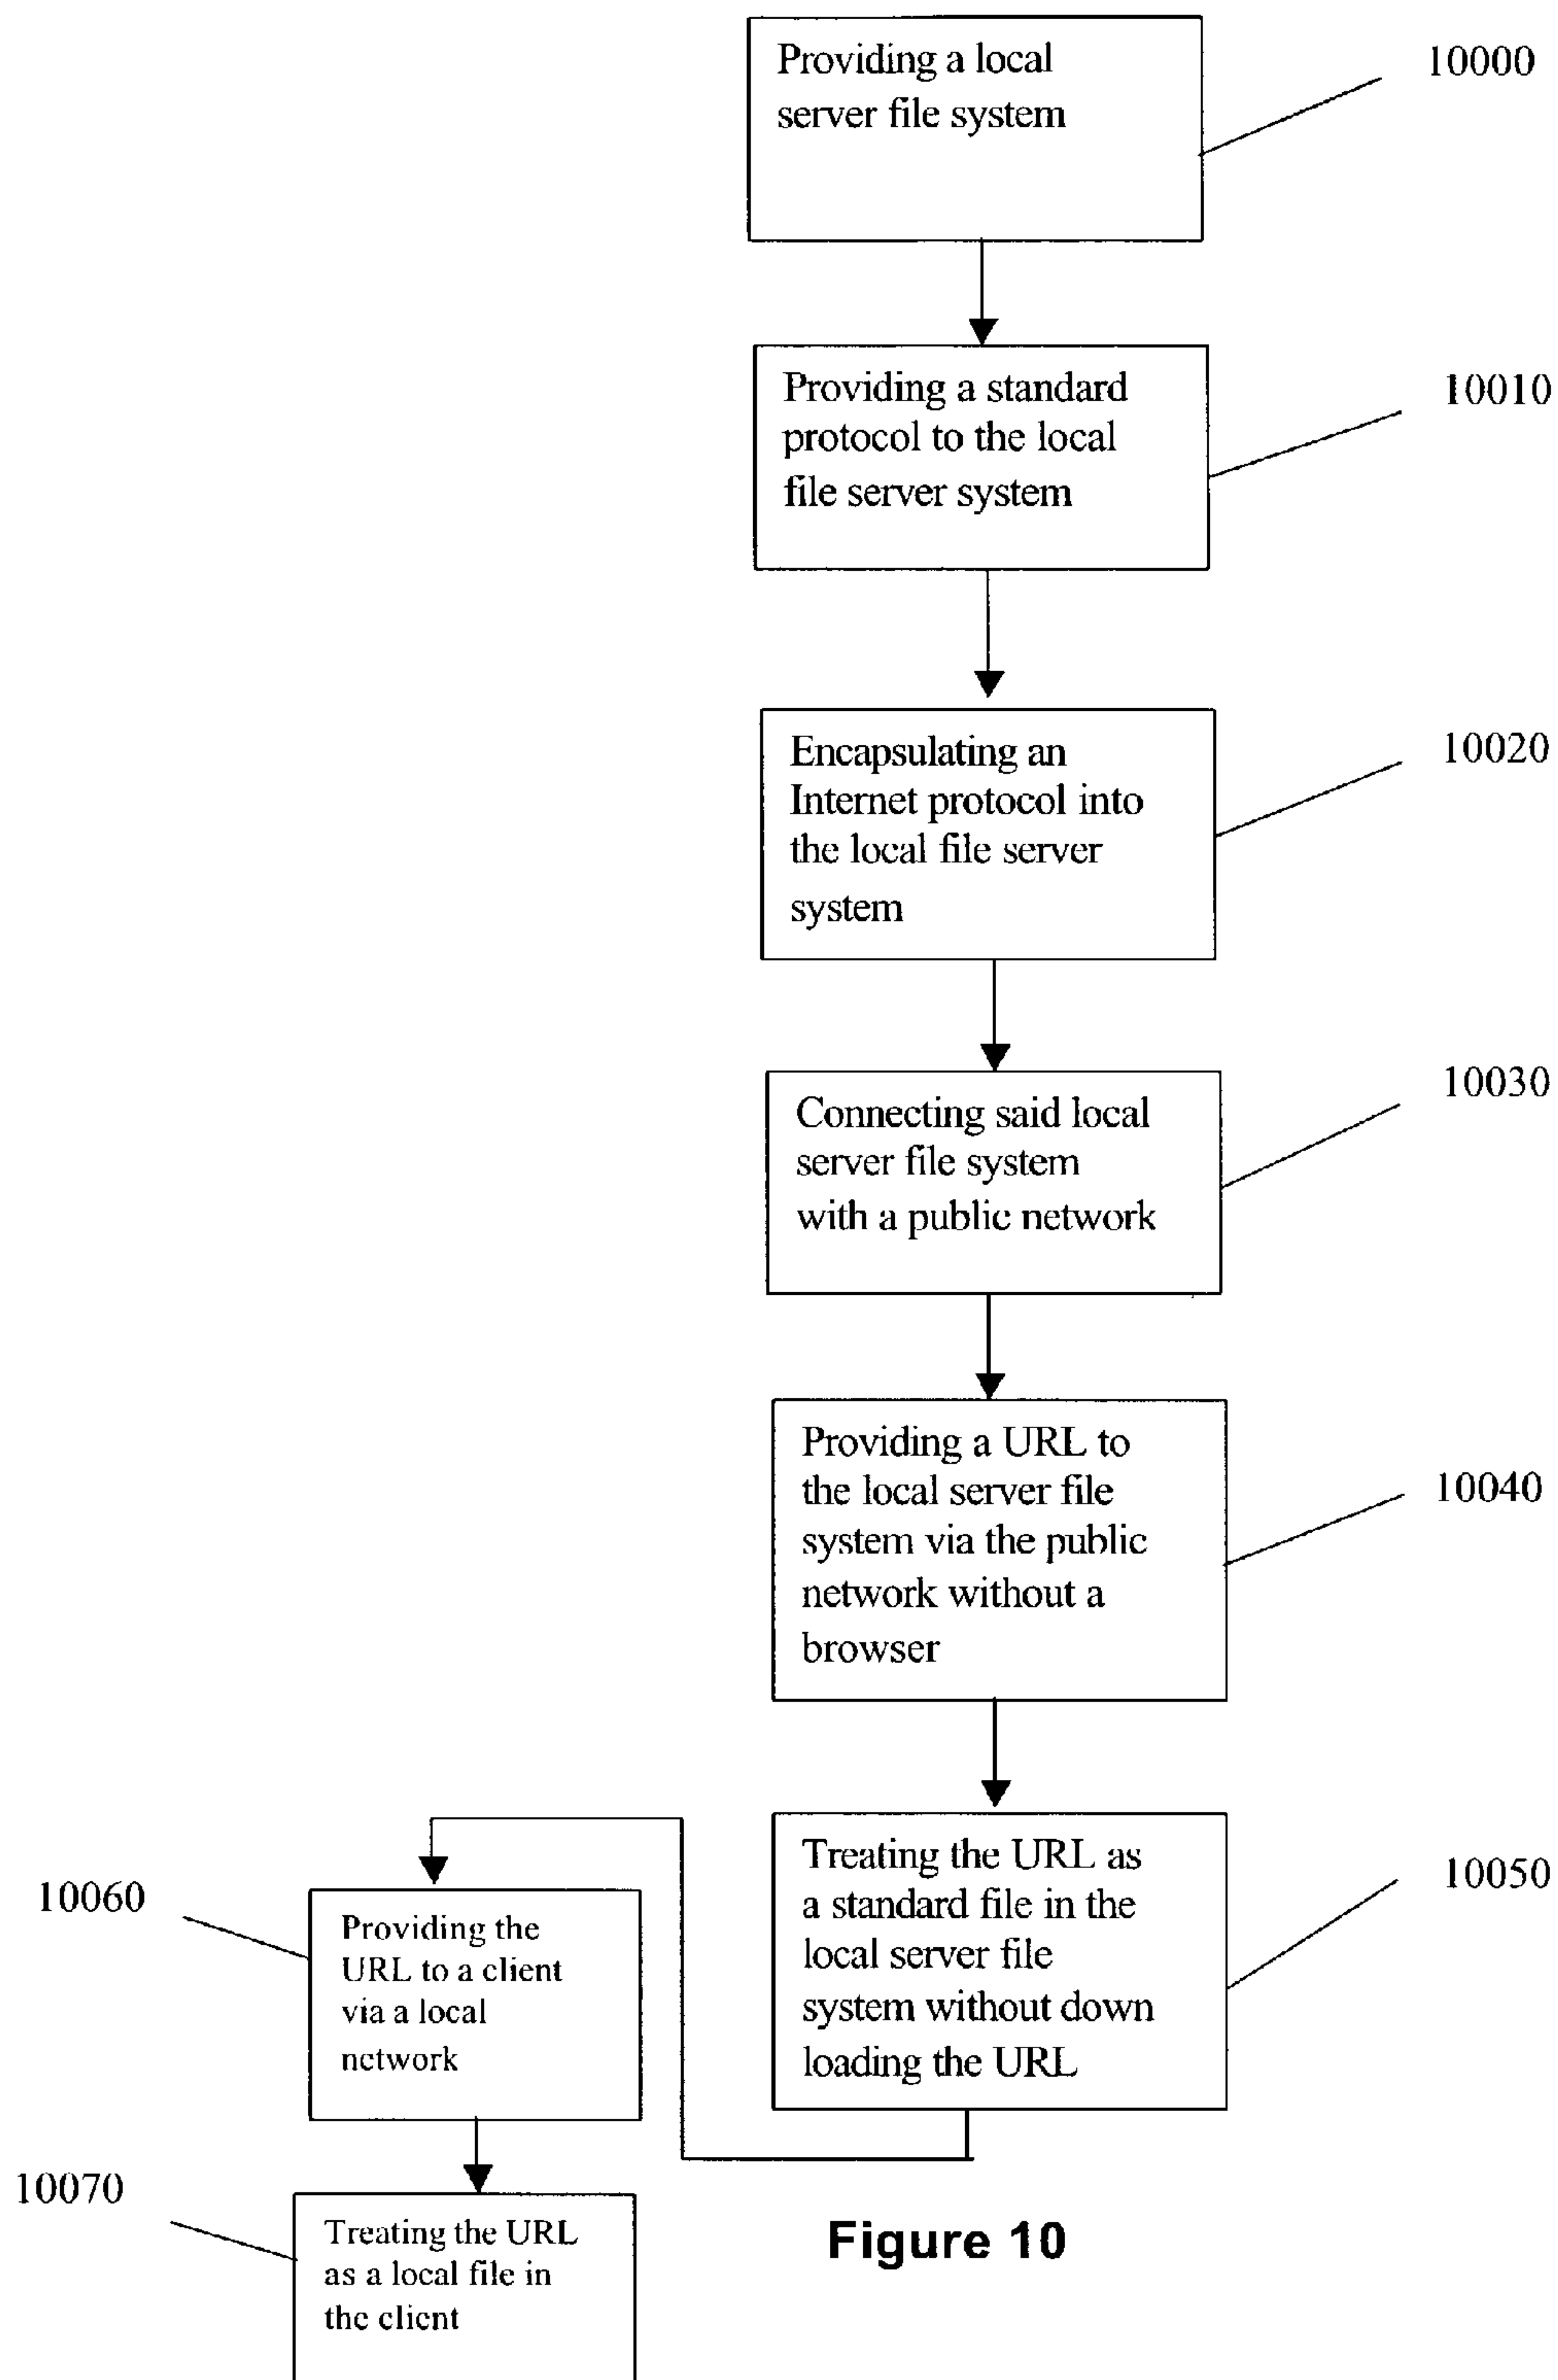 Providing a local
server file system
10000
Providing a standard
protocol to the local
file server system
10010
Encapsulating an
Internet protocol into
the local file server
system
10020
Connecting said local
server file system
with a public network
10030
Providing a URL to
the local server file
system via the public
network without a
browser
10040
Treating the URL as
a standard file in the
local server file
system without down
loading the URL
10050
10060
Providing the
URL to a client
via a local
network
10070
Treating the URL
as a local file in
the client
Figure 10